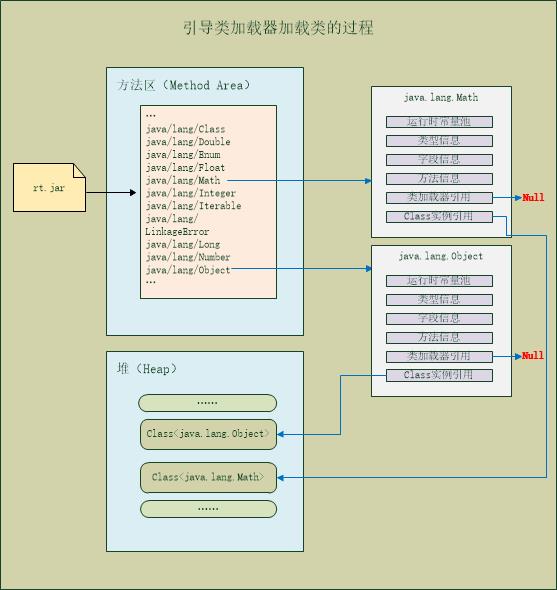 引导类加载器加载类的过程
方法区（Method Area）
...
java/lang/Class
java/lang/Double
java/lang/Enum
java/lang/Float
java/lang/Math
java/lang/Integer
java/lang/Iterable
java/lang/
LinkageError
java/lang/Long
java/lang/Number
java/lang/Object
...
rt.jar
java.lang.Math
运行时常量池
类型信息
字段信息
方法信息
类加载器引用
Null
Class实例引用
java.lang.Object
运行时常量池
类型信息
字段信息
方法信息
类加载器引用
Null
Class实例引用
堆（Heap）
......
Class<java.lang.Object>
Class<java.lang.Math>
......